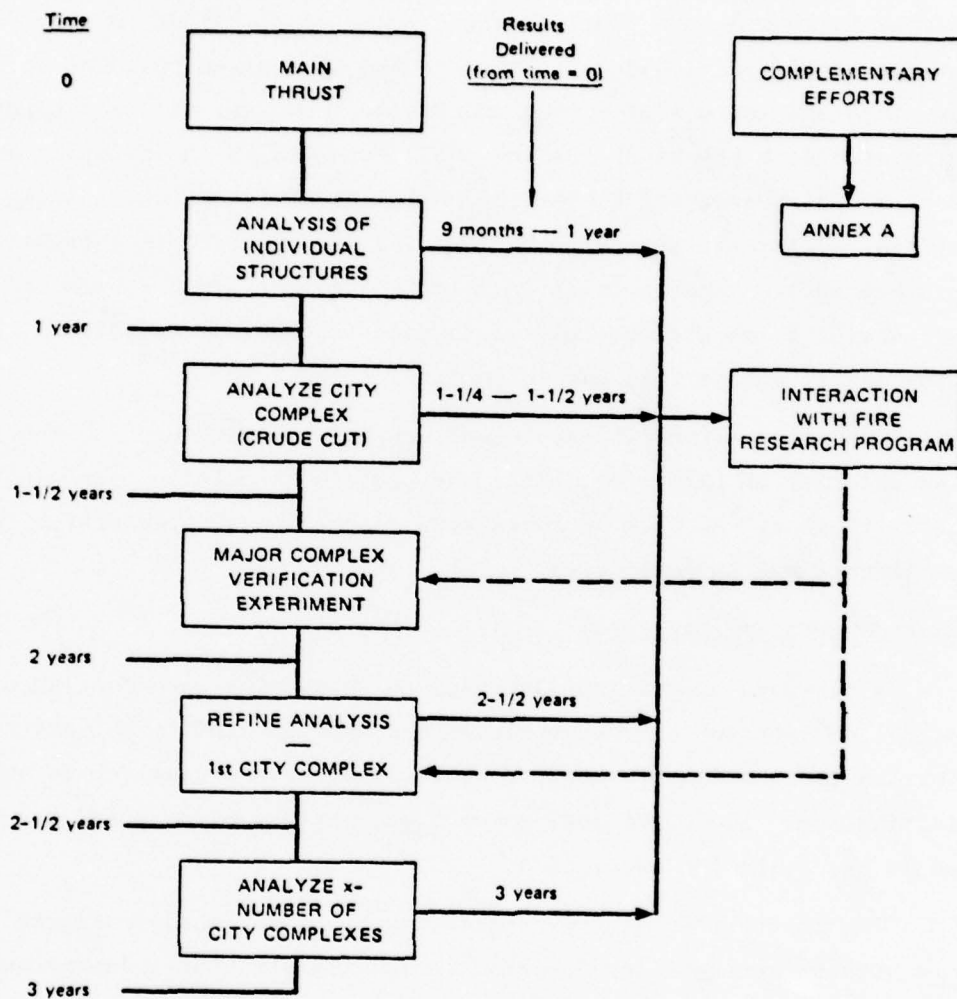 Time
0
MAIN
THRUST
Results
Delivered
(from time = 0)
COMPLEMENTARY
EFFORTS
ANNEX A
ANALYSIS OF
INDIVIDUAL
STRUCTURES
9 months — 1 year
1 year
ANALYZE CITY
COMPLEX
(CRUDE CUT)
1-1/4 — 1-1/2 years
INTERACTION
WITH FIRE
RESEARCH PROGRAM
1-1/2 years
MAJOR COMPLEX
VERIFICATION
EXPERIMENT
2 years
REFINE ANALYSIS
—
1st CITY COMPLEX
2-1/2 years
2-1/2 years
ANALYZE x-
NUMBER OF
CITY COMPLEXES
3 years
3 years